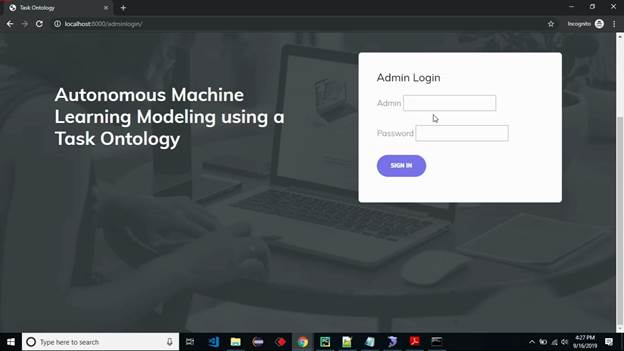 Task Ontology
localhost:8000/adminlogin/
Incognito
Autonomous Machine
Learning Modeling using a
Task Ontology
Admin Login
Admin
Password
SIGN IN
Type here to search
4:27 PM
9/16/2019